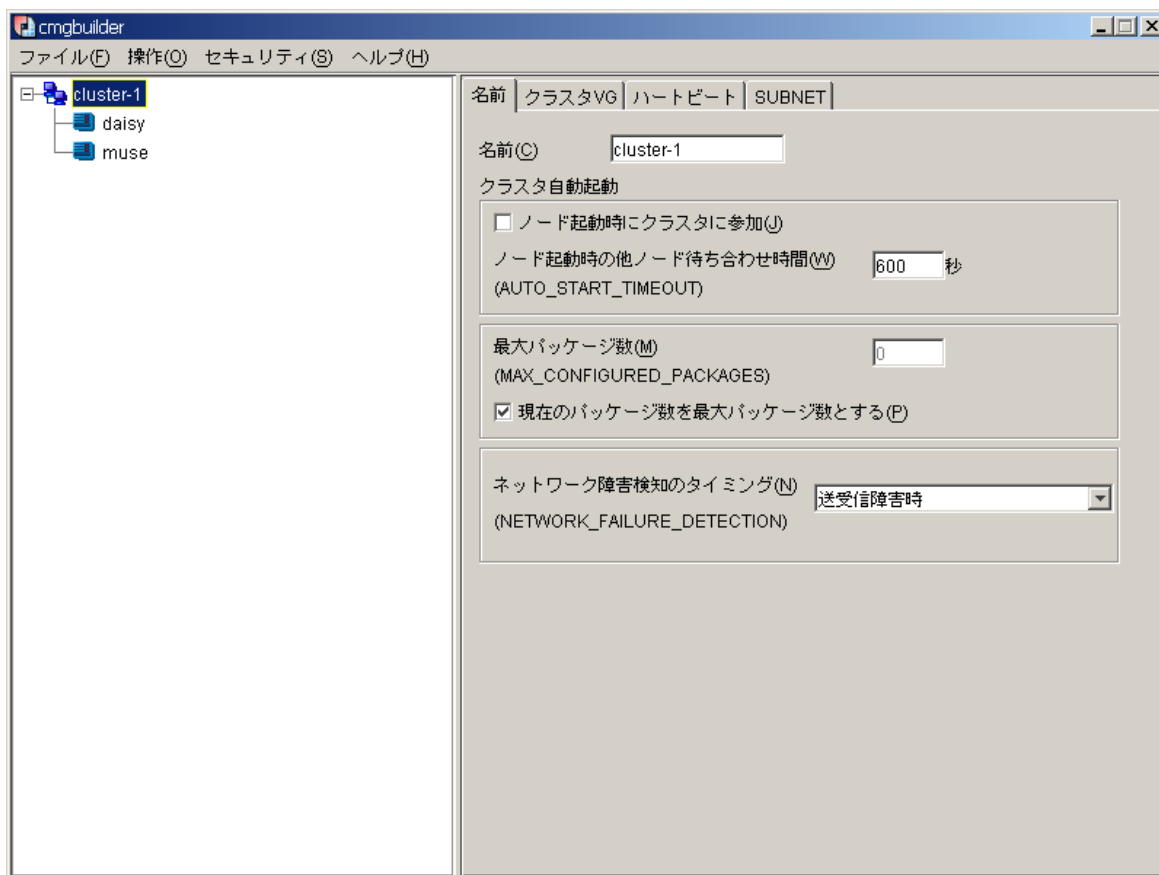 cmgbuilder
ファイル(F) 操作(O) セキュリティ(S) ヘルプ(H)
cluster-1
daisy
muse
名前 クラスタVG ハートビート SUBNET
名前(C) cluster-1
クラスタ自動起動
ノード起動時にクラスタに参加(J)
ノード起動時の他ノード待ち合わせ時間(W) 600 秒
(AUTO_START_TIMEOUT)
最大パッケージ数(M) 0
(MAX_CONFIGURED_PACKAGES)
現在のパッケージ数を最大パッケージ数とする(P)
ネットワーク障害検知のタイミング(N) 送受信障害時
(NETWORK_FAILURE_DETECTION)